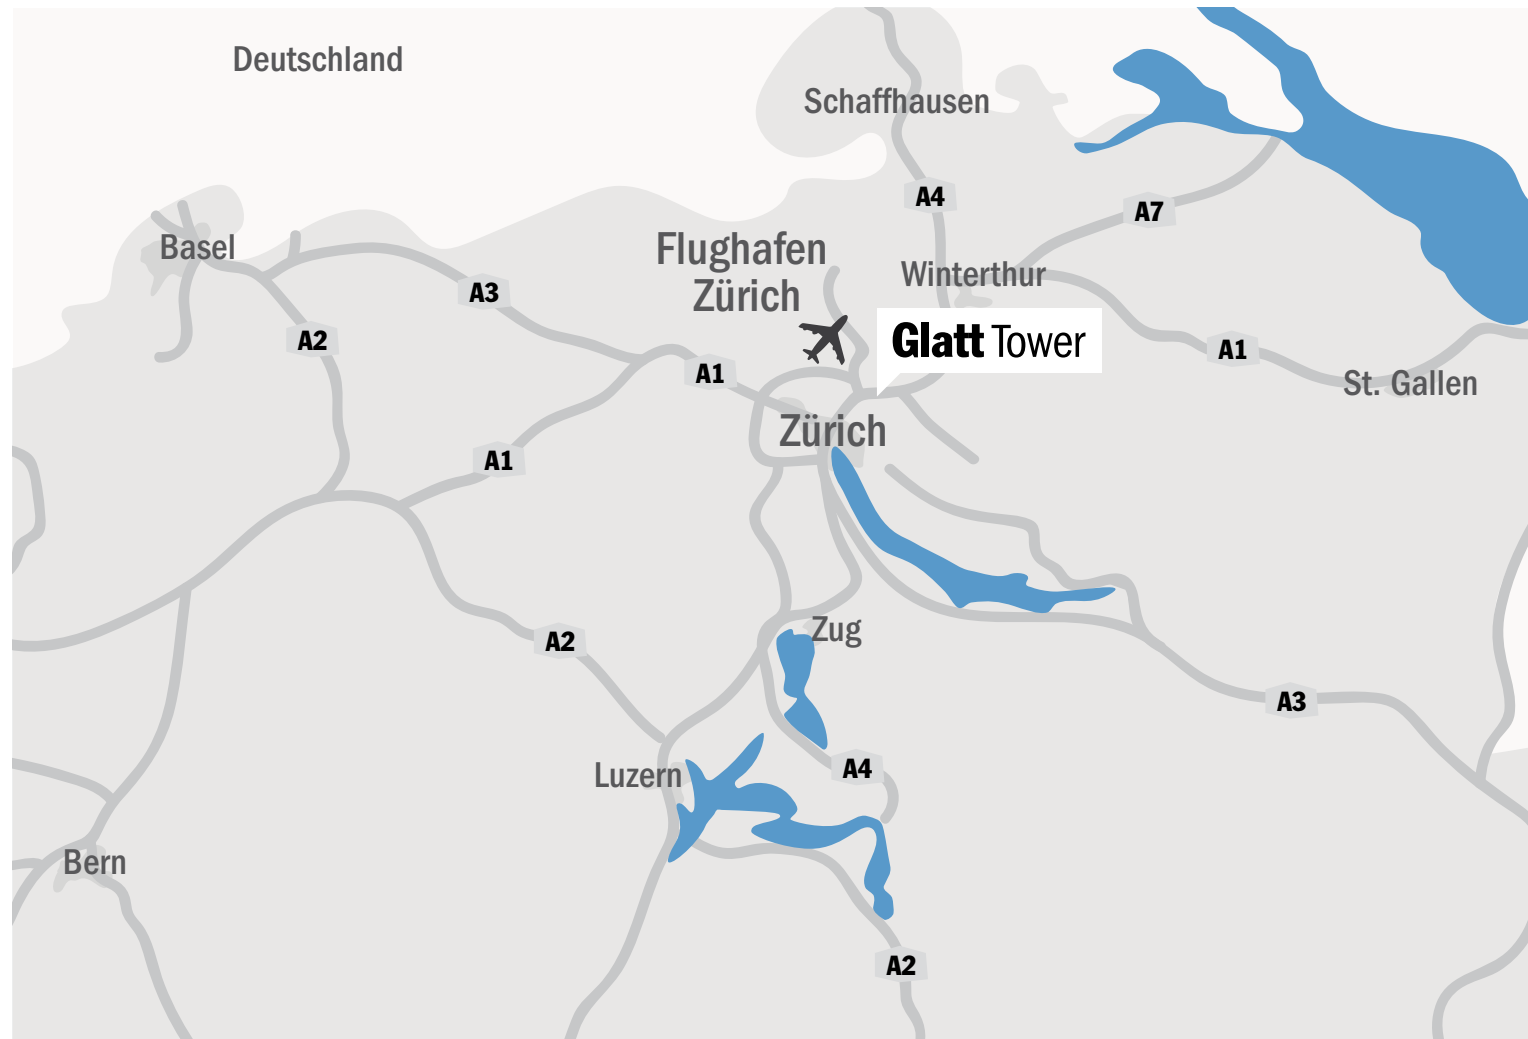 Deutschland
Schaffhausen
A4
A7
Basel
Flughafen
Zürich
Winterthur
A3
A2
Glatt Tower
A1
A1
St. Gallen
Zürich
A1
Zug
A2
A3
Luzern
A4
Bern
A2